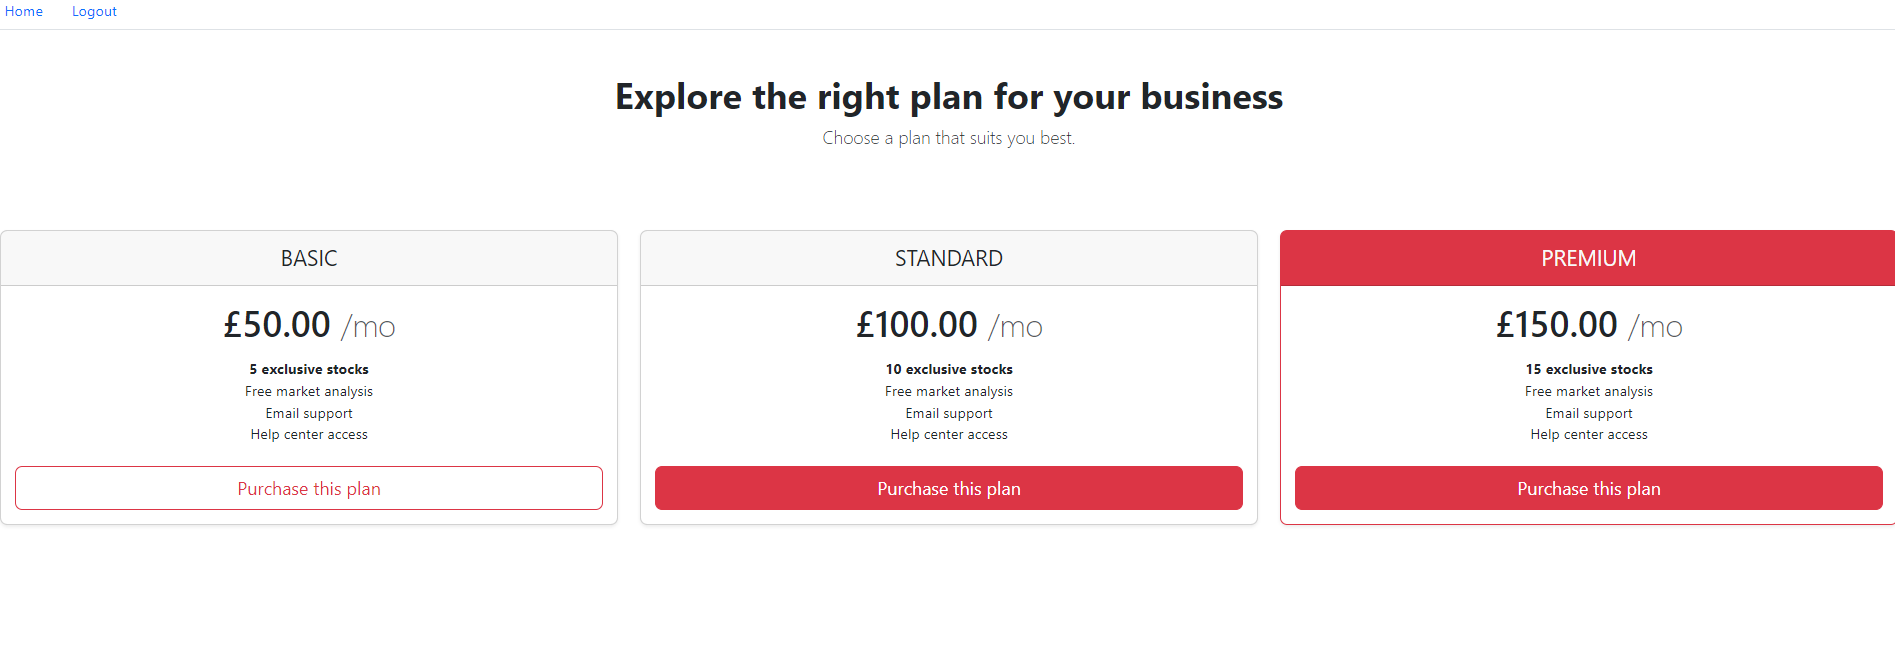 Home Logout
Explore the right plan for your business
Choose a plan that suits you best.
BASIC
£50.00 /mo
5 exclusive stocks
Free market analysis
Email support
Help center access
Purchase this plan
STANDARD
£100.00 /mo
10 exclusive stocks
Free market analysis
Email support
Help center access
Purchase this plan
PREMIUM
£150.00 /mo
15 exclusive stocks
Free market analysis
Email support
Help center access
Purchase this plan